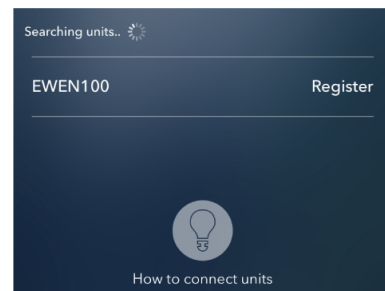 Searching units..
EWEN100 Register
How to connect units